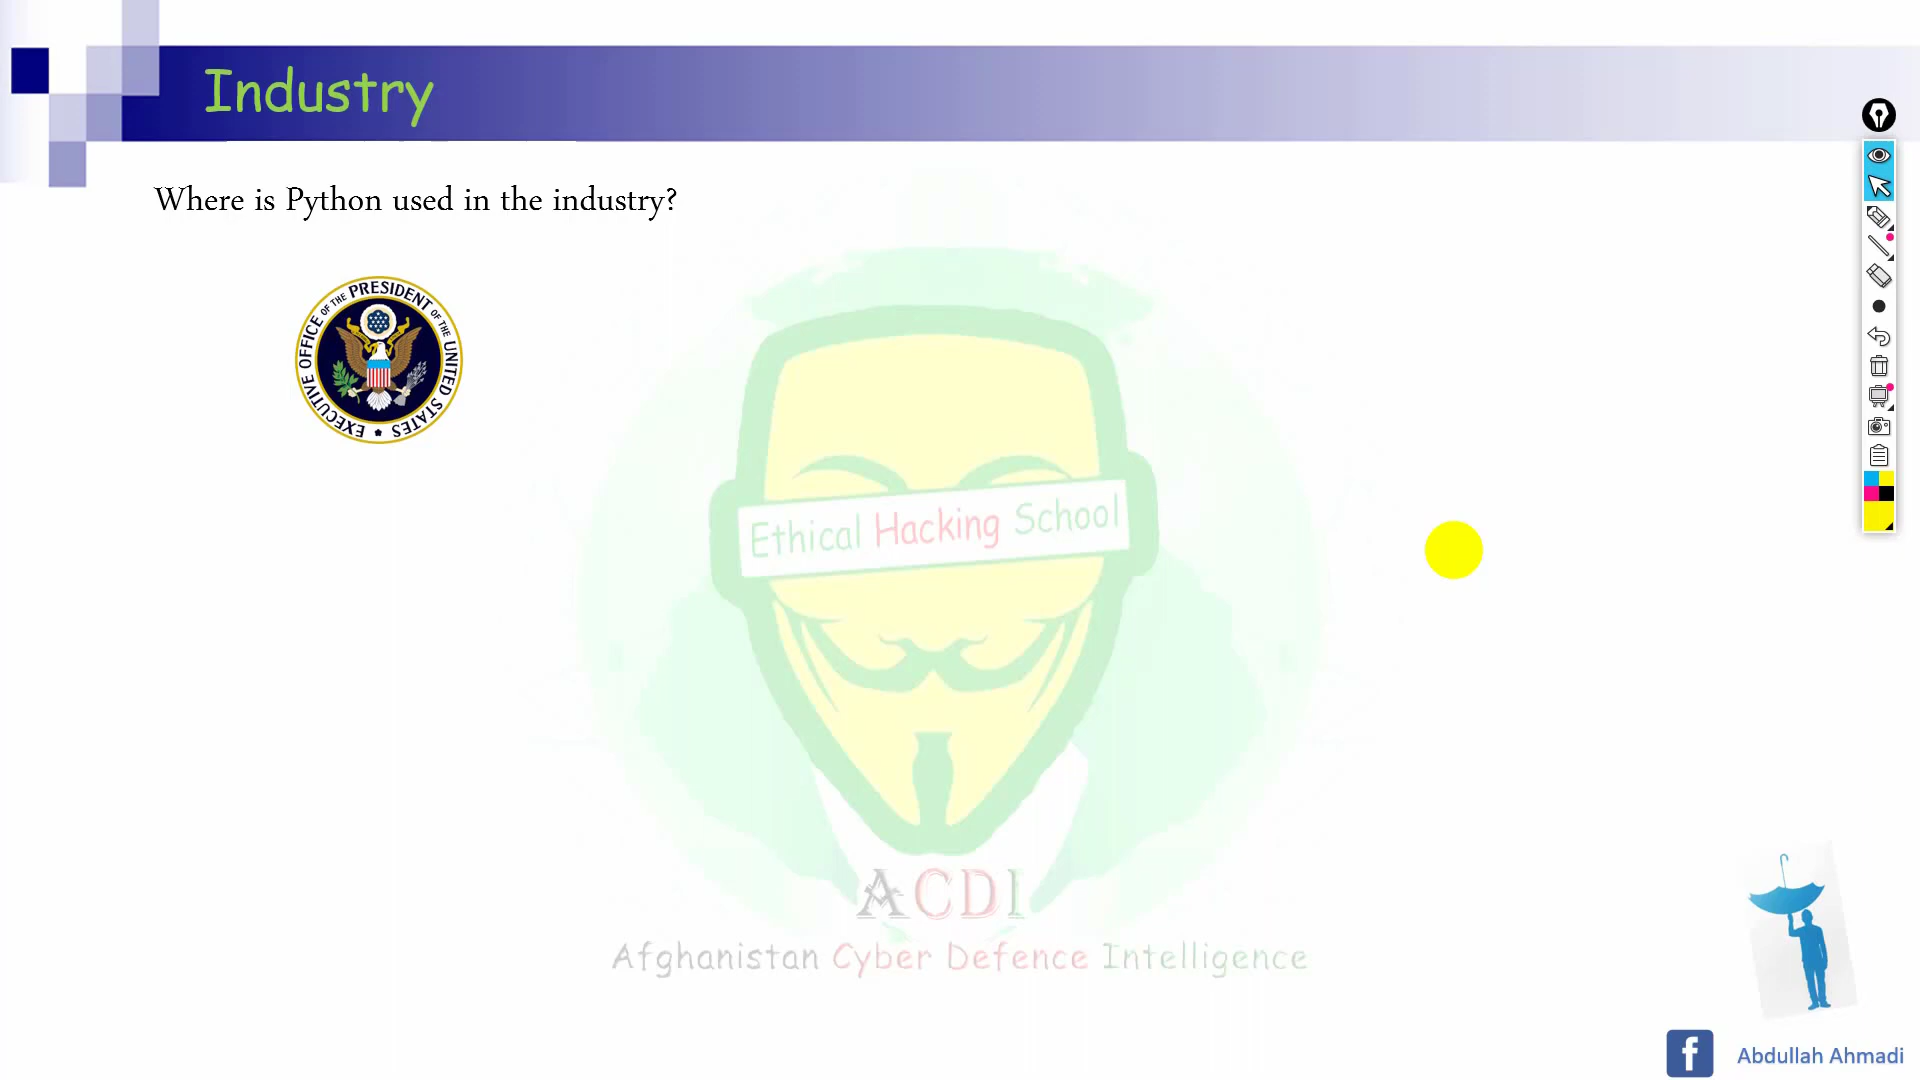 Industry
Where is Python used in the industry?
EXECUTIVE OFFICE OF THE PRESIDENT OF THE UNITED STATES
Ethical Hacking School
ACDI
Afghanistan Cyber Defence Intelligence
f Abdullah Ahmadi